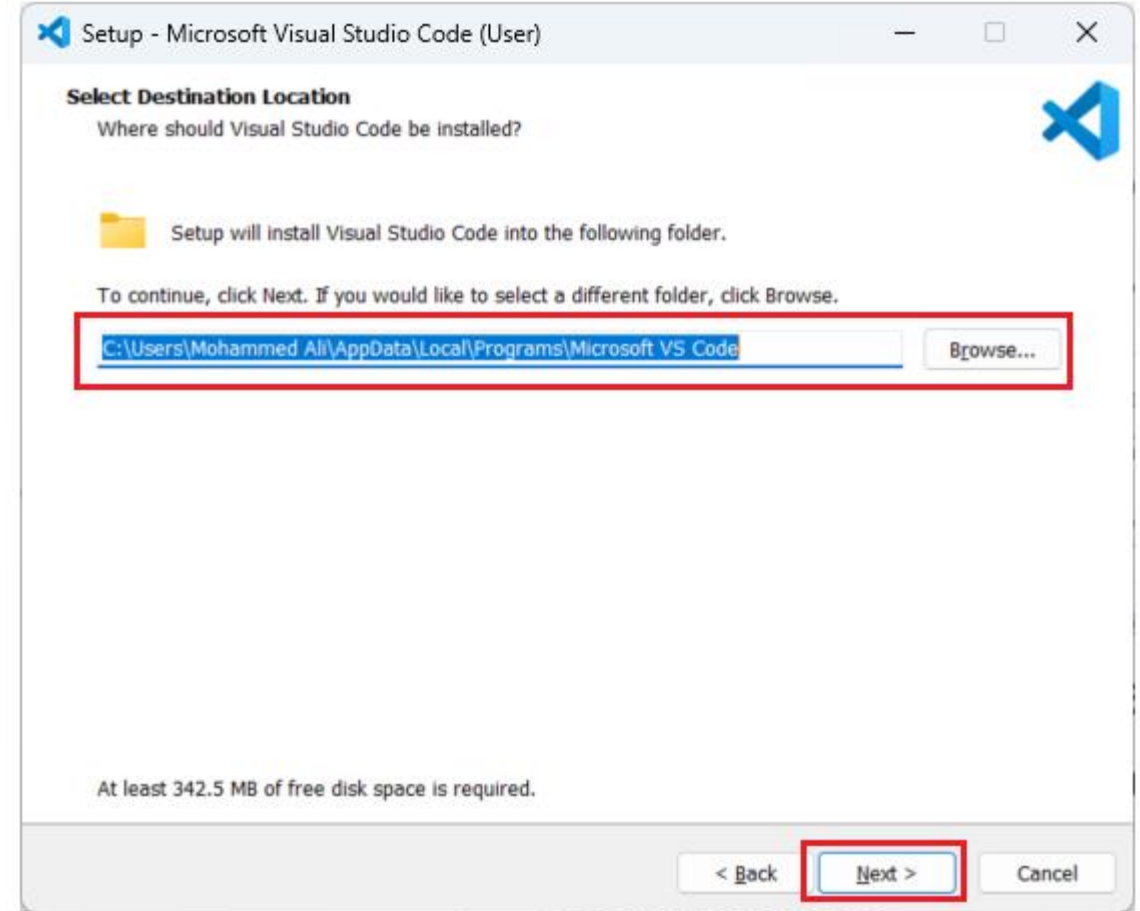 Setup - Microsoft Visual Studio Code (User)
Select Destination Location
Where should Visual Studio Code be installed?
Setup will install Visual Studio Code into the following folder.
To continue, click Next. If you would like to select a different folder, click Browse.
C:\Users\Mohammed Ali\AppData\Local\Programs\Microsoft VS Code
Browse...
At least 342.5 MB of free disk space is required.
< Back Next > Cancel